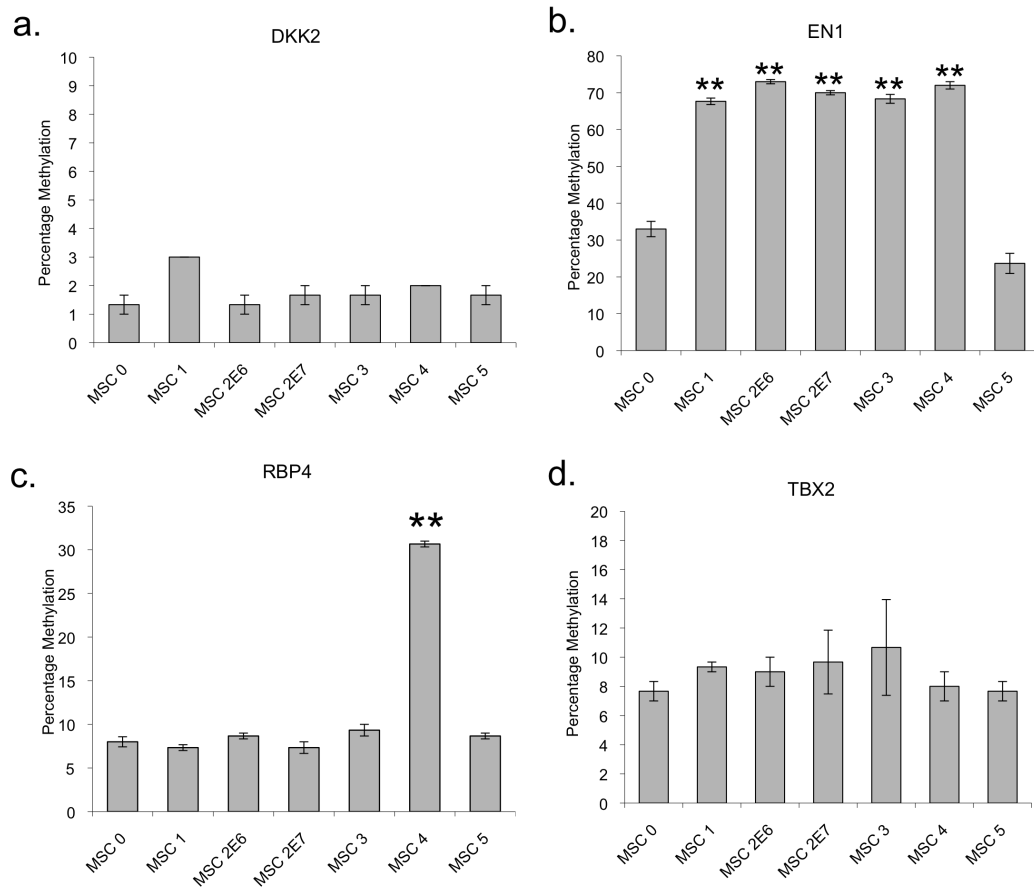 a.
DKK2
Percentage Methylation
10
9
8
7
6
5
4
3
2
1
0
MSC 0
MSC 1
MSC 2E6
MSC 2E7
MSC 3
MSC 4
MSC 5
b.
EN1
Percentage Methylation
80
70
60
50
40
30
20
10
0
**
**
**
**
**
MSC 0
MSC 1
MSC 2E6
MSC 2E7
MSC 3
MSC 4
MSC 5
c.
RBP4
Percentage Methylation
35
30
25
20
15
10
5
0
**
MSC 0
MSC 1
MSC 2E6
MSC 2E7
MSC 3
MSC 4
MSC 5
d.
TBX2
Percentage Methylation
20
18
16
14
12
10
8
6
4
2
0
MSC 0
MSC 1
MSC 2E6
MSC 2E7
MSC 3
MSC 4
MSC 5